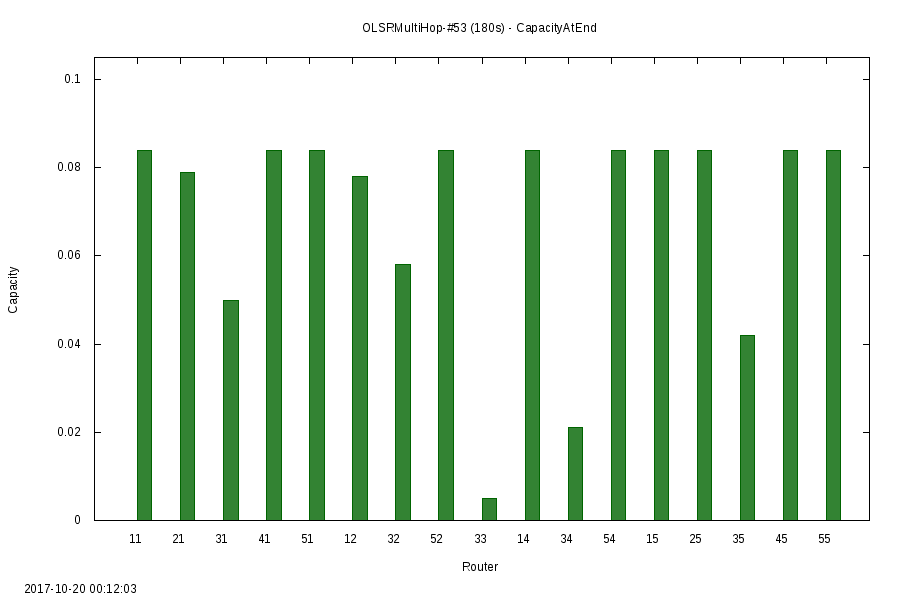 OLSRMultiHop-#53 (180s) - CapacityAtEnd
0.1
0.08
0.06
0.04
0.02
0
Capacity
11 21 31 41 51 12 32 52 33 14 34 54 15 25 35 45 55
Router
2017-10-20 00:12:03